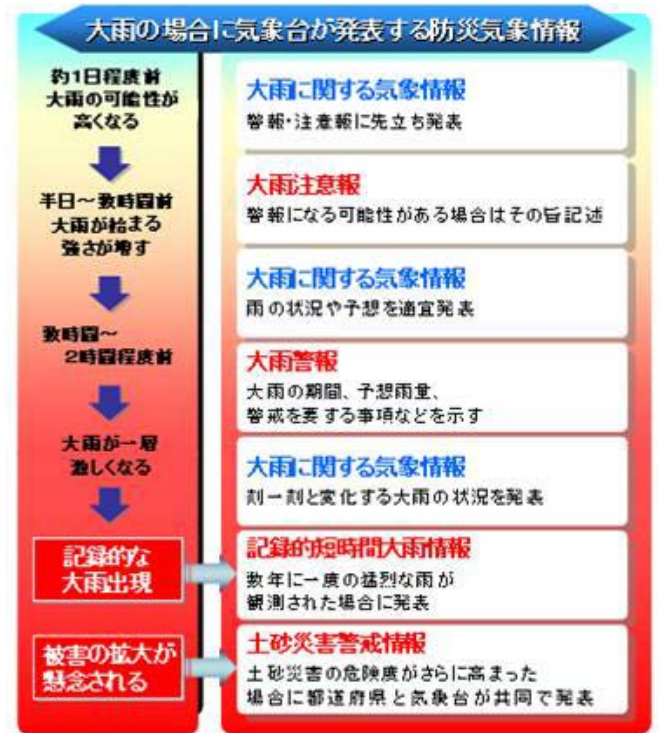 大雨の場合に気象台が発表する防災気象情報
約1日程度前
大雨の可能性が
高くなる
半日～数時間前
大雨が始まる
強さが増す
数時間～
2時間程度前
大雨が一層
激しくなる
記録的な
大雨出現
被害の拡大が
懸念される
大雨に関する気象情報
警報･注意報に先立ち発表
大雨注意報
警報になる可能性がある場合はその旨記述
大雨に関する気象情報
雨の状況や予想を適宜発表
大雨警報
大雨の期間、予想雨量、
警戒を要する事項などを示す
大雨に関する気象情報
刻一刻と変化する大雨の状況を発表
記録的短時間大雨情報
数年に一度の猛烈な雨が
観測された場合に発表
土砂災害警戒情報
土砂災害の危険度がさらに高まった
場合に都道府県と気象台が共同で発表